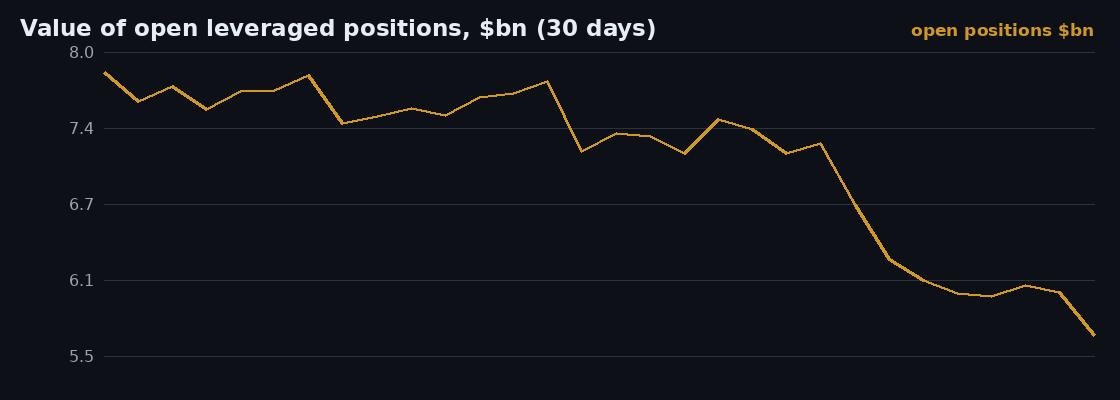 Value of open leveraged positions, $bn (30 days)
open positions $bn
8.0
7.4
6.7
6.1
5.5